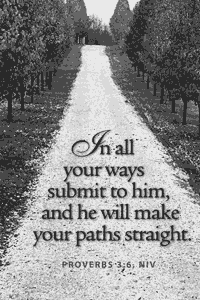 In all
your ways
submit to him,
and he will make
your paths straight.
PROVERBS 3:6, NIV